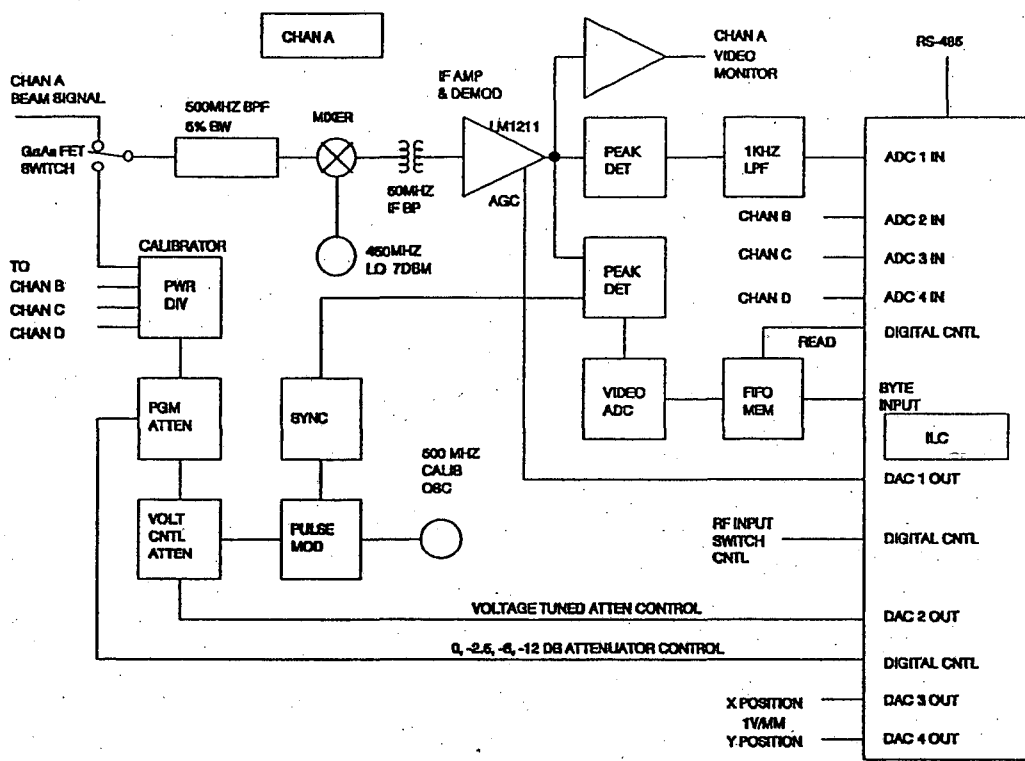 CHAN A
CHAN A
VIDEO
MONITOR
RS-485
CHAN A
BEAM SIGNAL
500MHZ BPF
5% BW
MIXER
IF AMP
& DEMOD
LM1211
GaAs FET
SWITCH
PEAK
DET
1KHZ
LPF
ADC 1 IN
50MHZ
IF BP
AGC
CHAN B
ADC 2 IN
CALIBRATOR
450MHZ
LO 7DBM
CHAN C
ADC 3 IN
TO
CHAN B
CHAN C
CHAN D
PWR
DIV
PEAK
DET
CHAN D
ADC 4 IN
READ
DIGITAL CNTL
PGM
ATTEN
SYNC
VIDEO
ADC
FIFO
MEM
BYTE
INPUT
ILC
500 MHZ
CALIB
OSC
DAC 1 OUT
VOLT
CNTL
ATTEN
PULSE
MOD
RF INPUT
SWITCH
CNTL
DIGITAL CNTL
VOLTAGE TUNED ATTEN CONTROL
DAC 2 OUT
0, -2.5, -6, -12 DB ATTENUATOR CONTROL
DIGITAL CNTL
X POSITION
DAC 3 OUT
1V/MM
Y POSITION
DAC 4 OUT